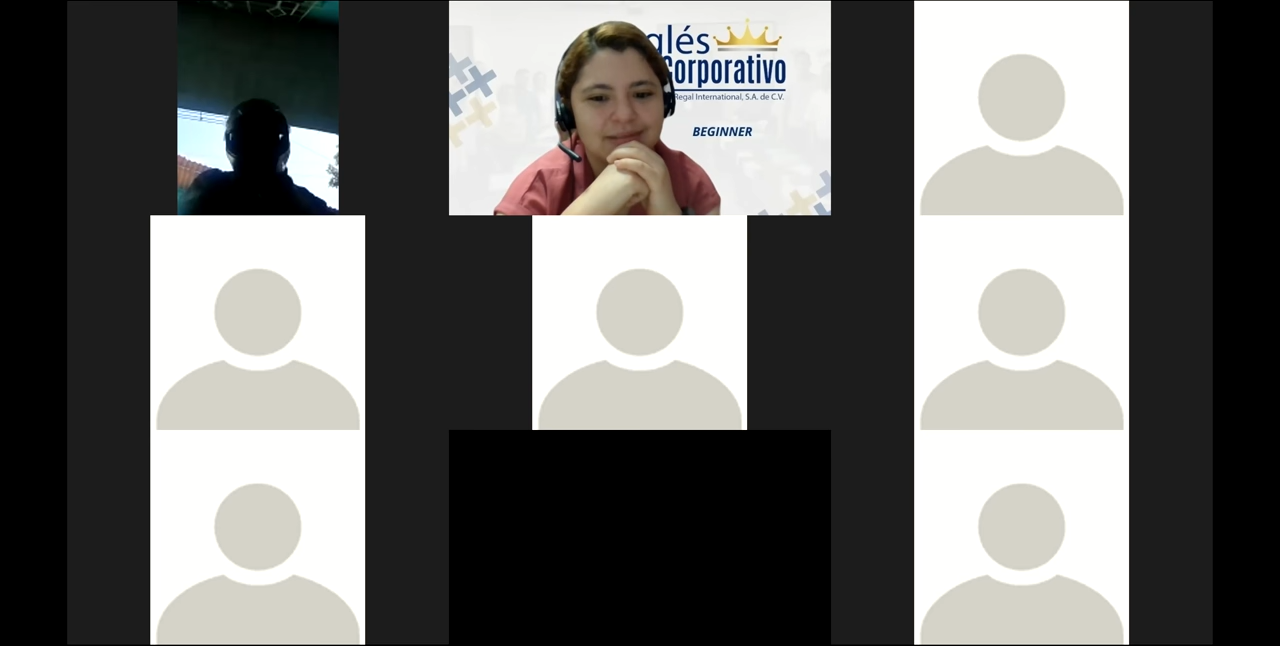 glés
Corporativo
Regal International, S.A. de C.V.
BEGINNER